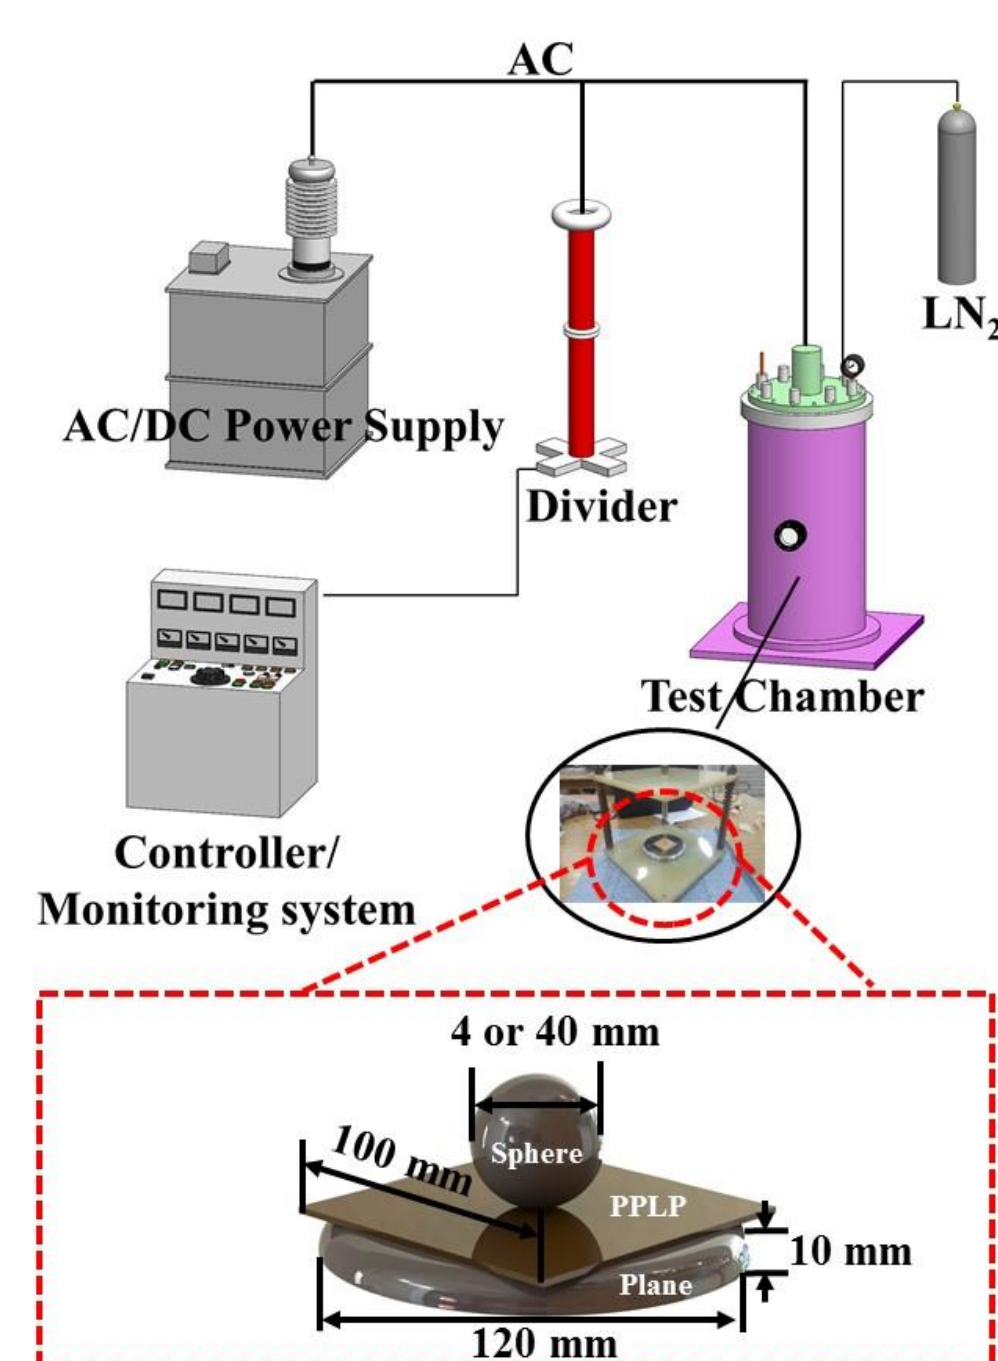 AC
LN2
AC/DC Power Supply
Divider
Test Chamber
Controller/
Monitoring system
4 or 40 mm
100 mm
Sphere
PPLP
10 mm
Plane
120 mm